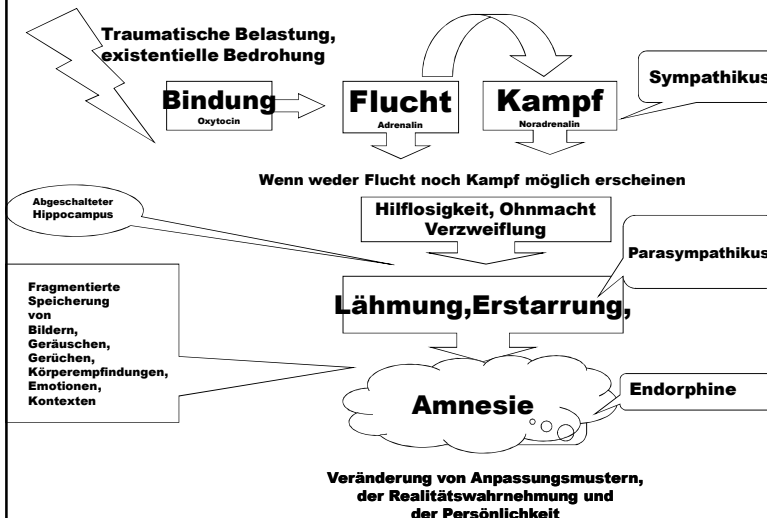 Traumatische Belastung,
existentielle Bedrohung
Bindung
Oxytocin
Flucht
Adrenalin
Kampf
Noradrenalin
Sympathikus
Wenn weder Flucht noch Kampf möglich erscheinen
Abgeschalteter
Hippocampus
Hilflosigkeit, Ohnmacht
Verzweiflung
Parasympathikus
Fragmentierte
Speicherung
von
Bildern,
Geräuschen,
Gerüchen,
Körperempfindungen,
Emotionen,
Kontexten
Lähmung,Erstarrung,
Amnesie
Endorphine
Veränderung von Anpassungsmustern,
der Realitätswahrnehmung und
der Persönlichkeit